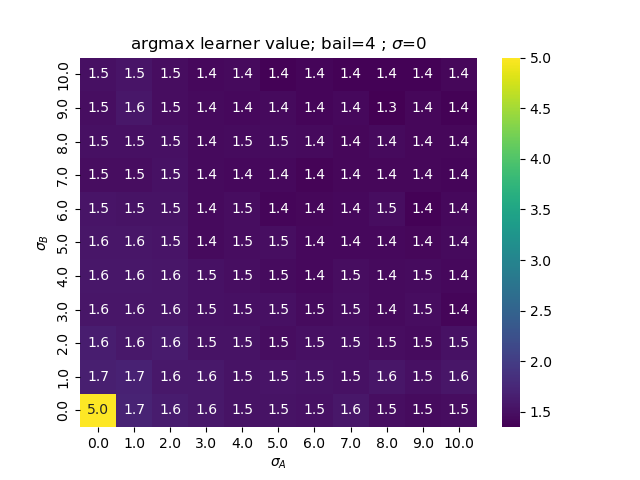 argmax learner value; bail=4 ; σ=0
10.0 1.5 1.5 1.5 1.4 1.4 1.4 1.4 1.4 1.4 1.4 1.4
9.0 1.5 1.6 1.5 1.4 1.4 1.4 1.4 1.4 1.3 1.4 1.4
8.0 1.5 1.5 1.5 1.4 1.5 1.5 1.4 1.4 1.4 1.4 1.4
7.0 1.5 1.5 1.5 1.4 1.4 1.4 1.4 1.4 1.4 1.4 1.4
6.0 1.5 1.5 1.5 1.4 1.5 1.4 1.4 1.4 1.5 1.4 1.4
5.0 1.6 1.6 1.5 1.4 1.5 1.5 1.4 1.4 1.4 1.4 1.4
4.0 1.6 1.6 1.6 1.5 1.5 1.4 1.4 1.5 1.4 1.5 1.4
3.0 1.6 1.6 1.6 1.5 1.5 1.5 1.5 1.5 1.4 1.5 1.4
2.0 1.6 1.6 1.6 1.5 1.5 1.5 1.5 1.5 1.5 1.5 1.5
1.0 1.7 1.7 1.6 1.6 1.5 1.5 1.5 1.5 1.6 1.5 1.6
0.0 5.0 1.7 1.6 1.6 1.5 1.5 1.5 1.6 1.5 1.5 1.5
0.0 1.0 2.0 3.0 4.0 5.0 6.0 7.0 8.0 9.0 10.0
σA
σB
5.0
4.5
4.0
3.5
3.0
2.5
2.0
1.5